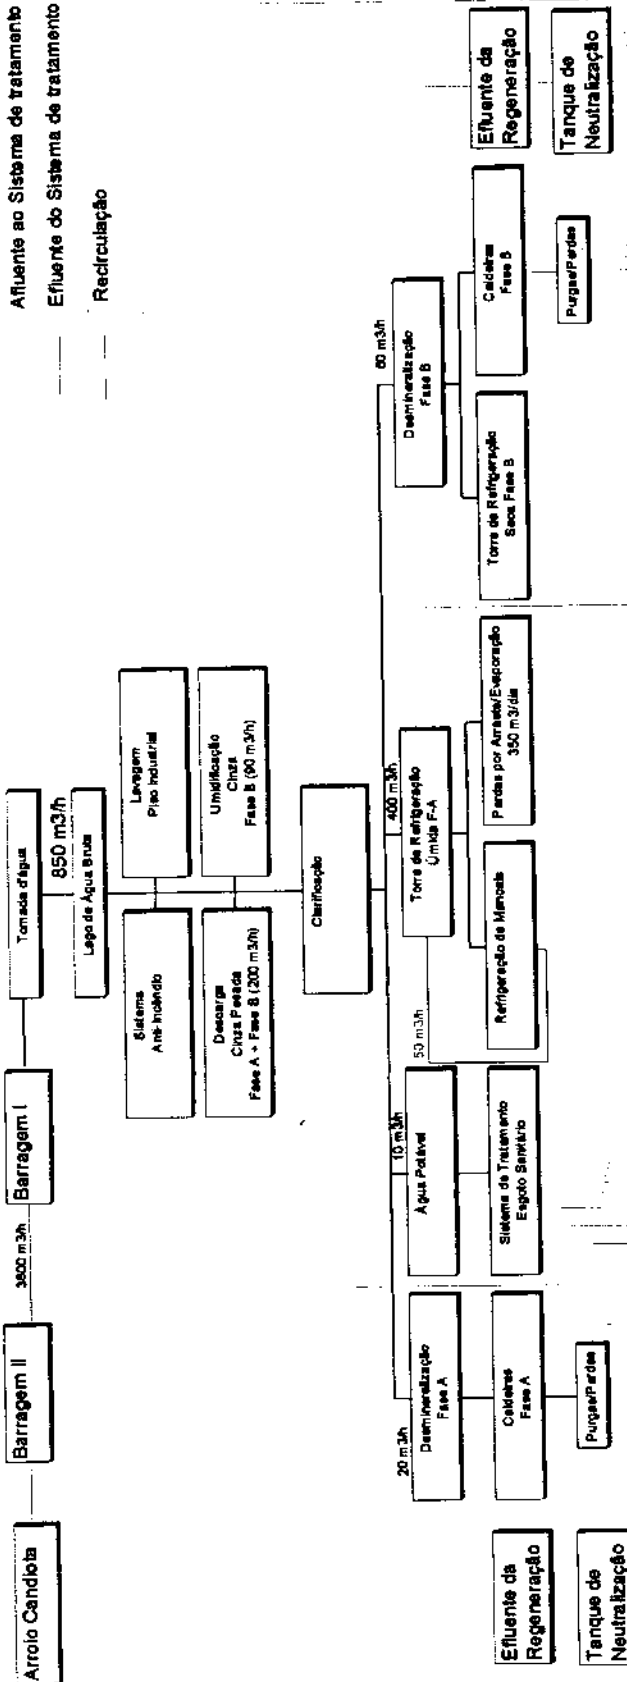 Afluente ao Sistema de tratamento
Efluente do Sistema de tratamento
Recirculação
Arroio Candiota
Barragem II
3600 m3/h
Barragem I
Tomada d'água
850 m3/h
Lago de Água Bruta
Sistema
Anti-Incêndio
Lavagem
Piso Industrial
Descarga
Cinza Pesada
Fase A + Fase B (200 m3/h)
Umidificação
Cinza
Fase B (90 m3/h)
Clarificação
20 m3/h
Desmineralização
Fase A
Caldeiras
Fase A
Purgas/Perdas
Efluente da
Regeneração
Tanque de
Neutralização
10 m3/h
Água Potável
Sistema de Tratamento
Esgoto Sanitário
50 m3/h
400 m3/h
Torre de Refrigeração
Úmida F-A
Refrigeração de Mancais
Perdas por Arraste/Evaporação
350 m3/dia
60 m3/h
Desmineralização
Fase B
Torre de Refrigeração
Seca Fase B
Caldeiras
Fase B
Purgas/Perdas
Efluente da
Regeneração
Tanque de
Neutralização